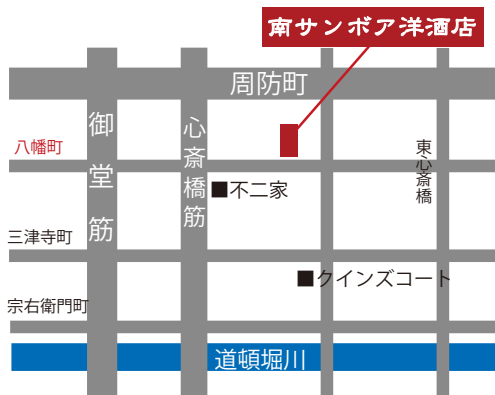 南サンボア洋酒店
周防町
御堂筋
心斎橋筋
八幡町
東心斎橋
■不二家
三津寺町
■クインズコート
宗右衛門町
道頓堀川